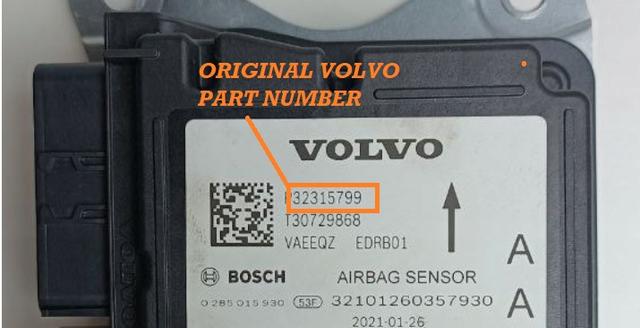 ORIGINAL VOLVO
PART NUMBER
VOLVO
P32315799
T30729868
VAEEQZ EDRB01
A
BOSCH AIRBAG SENSOR
0 285 015 930 53F 32101260357930
A
2021-01-26